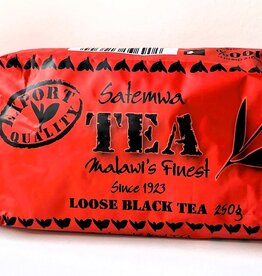 EXPORT QUALITY
Satemwa
TEA
Malawi's Finest
Since 1923
LOOSE BLACK TEA 250g